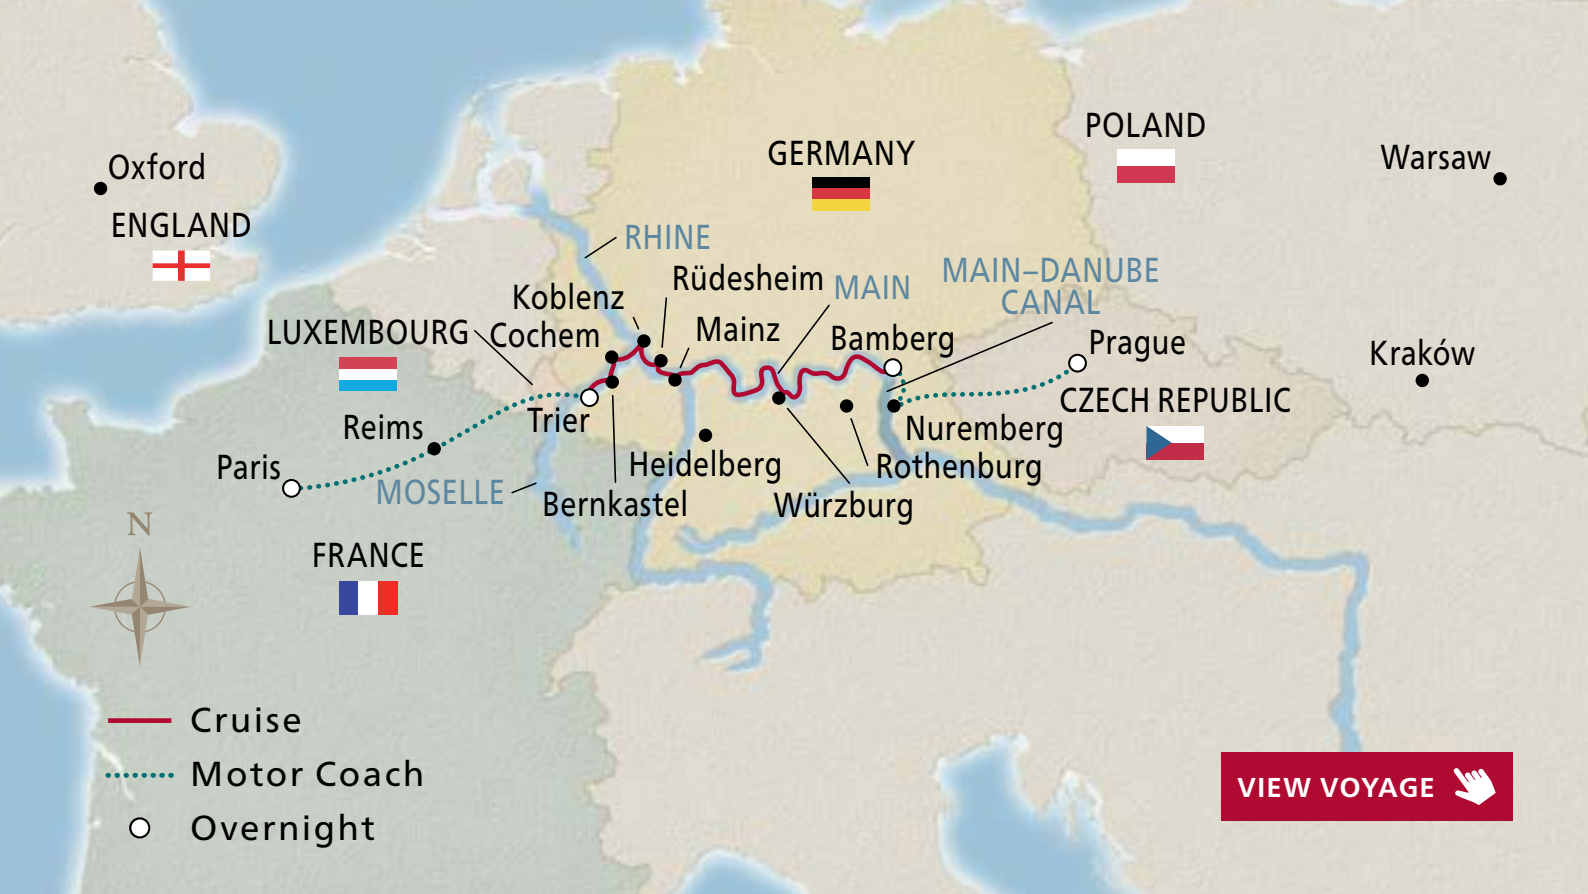 POLAND
GERMANY
Warsaw
Oxford
ENGLAND
RHINE
MAIN–DANUBE
CANAL
Rüdesheim
MAIN
Koblenz
LUXEMBOURG
Cochem
Mainz
Bamberg
Prague
Kraków
CZECH REPUBLIC
Trier
Reims
Nuremberg
Paris
Heidelberg
Rothenburg
MOSELLE
Bernkastel
Würzburg
N
FRANCE
Cruise
Motor Coach
Overnight
VIEW VOYAGE